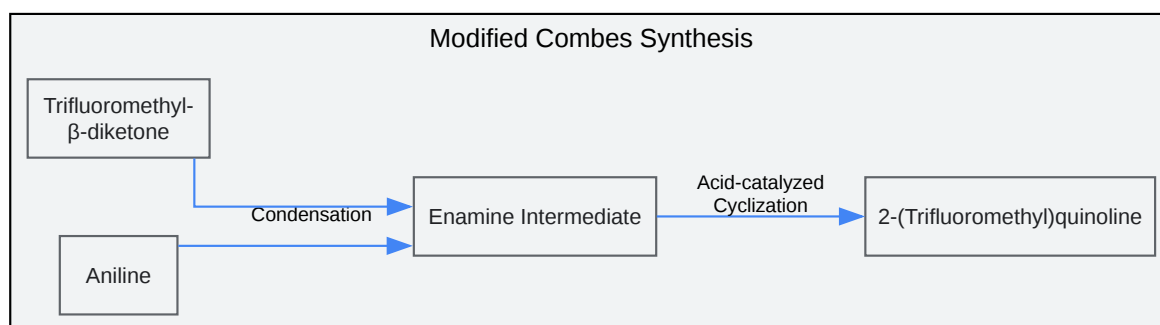 Modified Combes Synthesis
Trifluoromethyl-
β-diketone
Condensation
Aniline
Enamine Intermediate
Acid-catalyzed
Cyclization
2-(Trifluoromethyl)quinoline